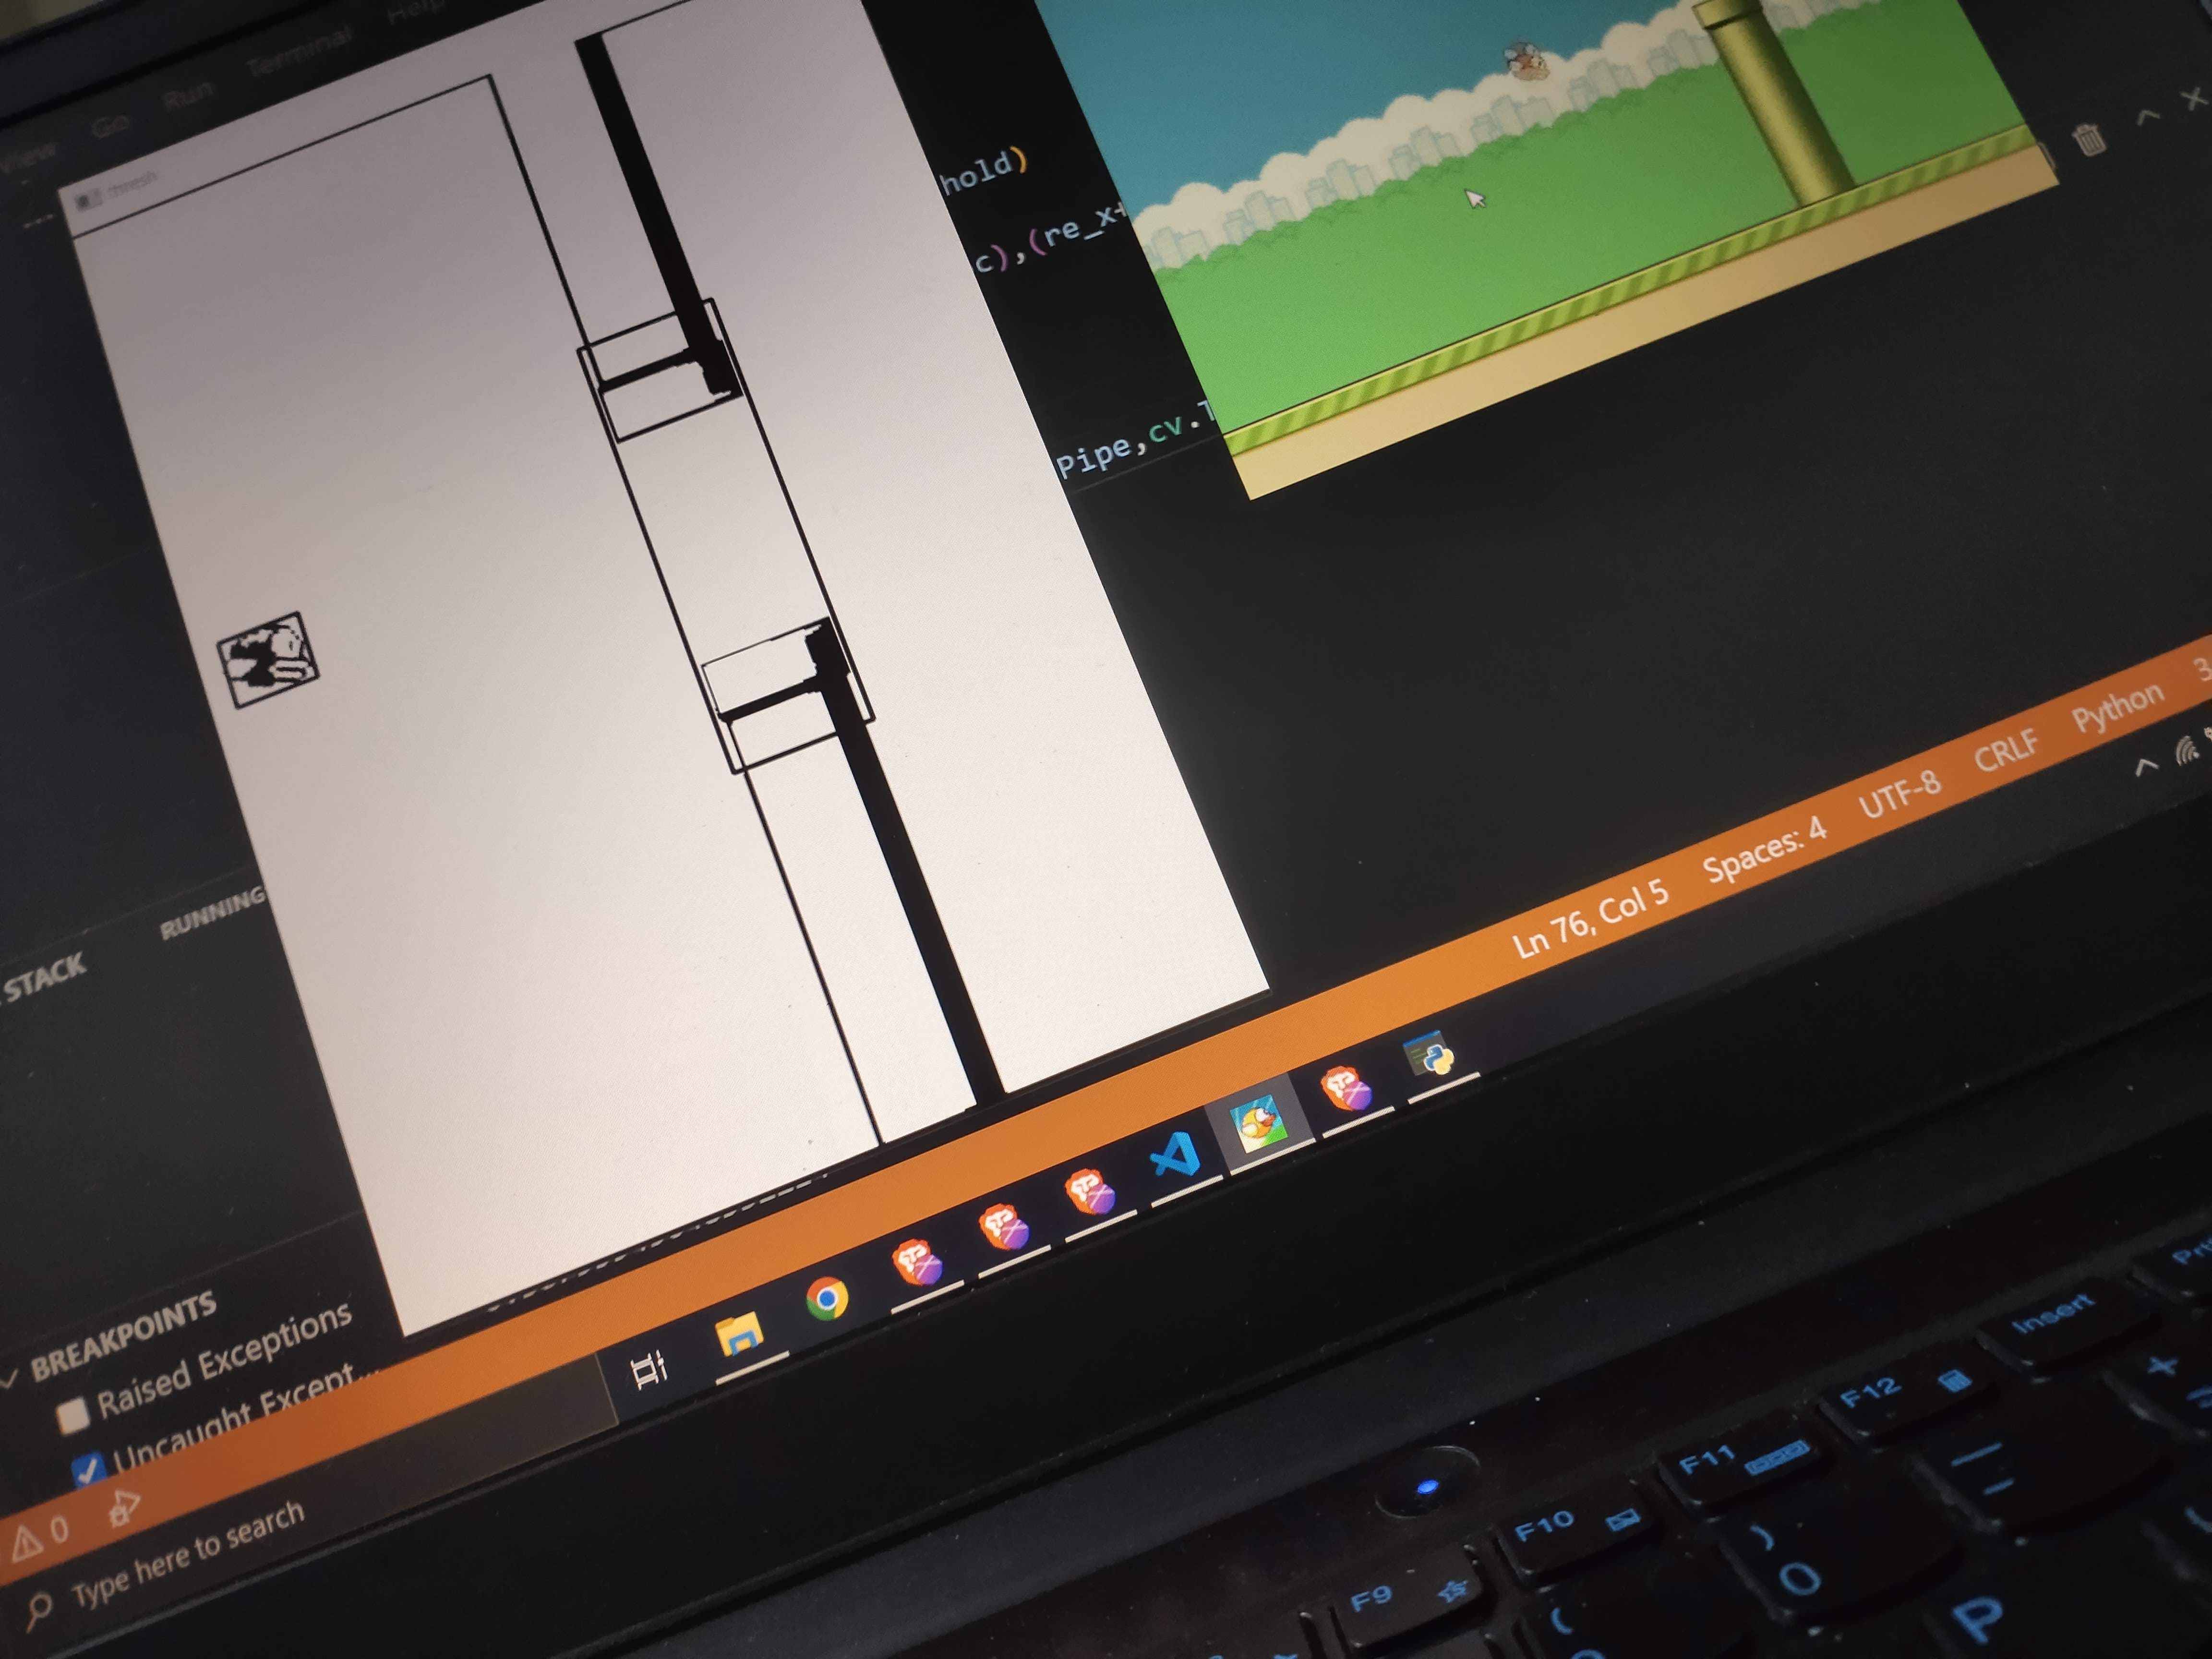 View Go Run Terminal Help
thresh
hold)
c),(re_x+
Pipe,cv.
RUNNING
STACK
BREAKPOINTS
Raised Exceptions
Uncaught Except...
0
Ln 76, Col 5 Spaces: 4 UTF-8 CRLF Python
Type here to search
F9
F10
F11
F12
Insert
)
0
(
P
+
=